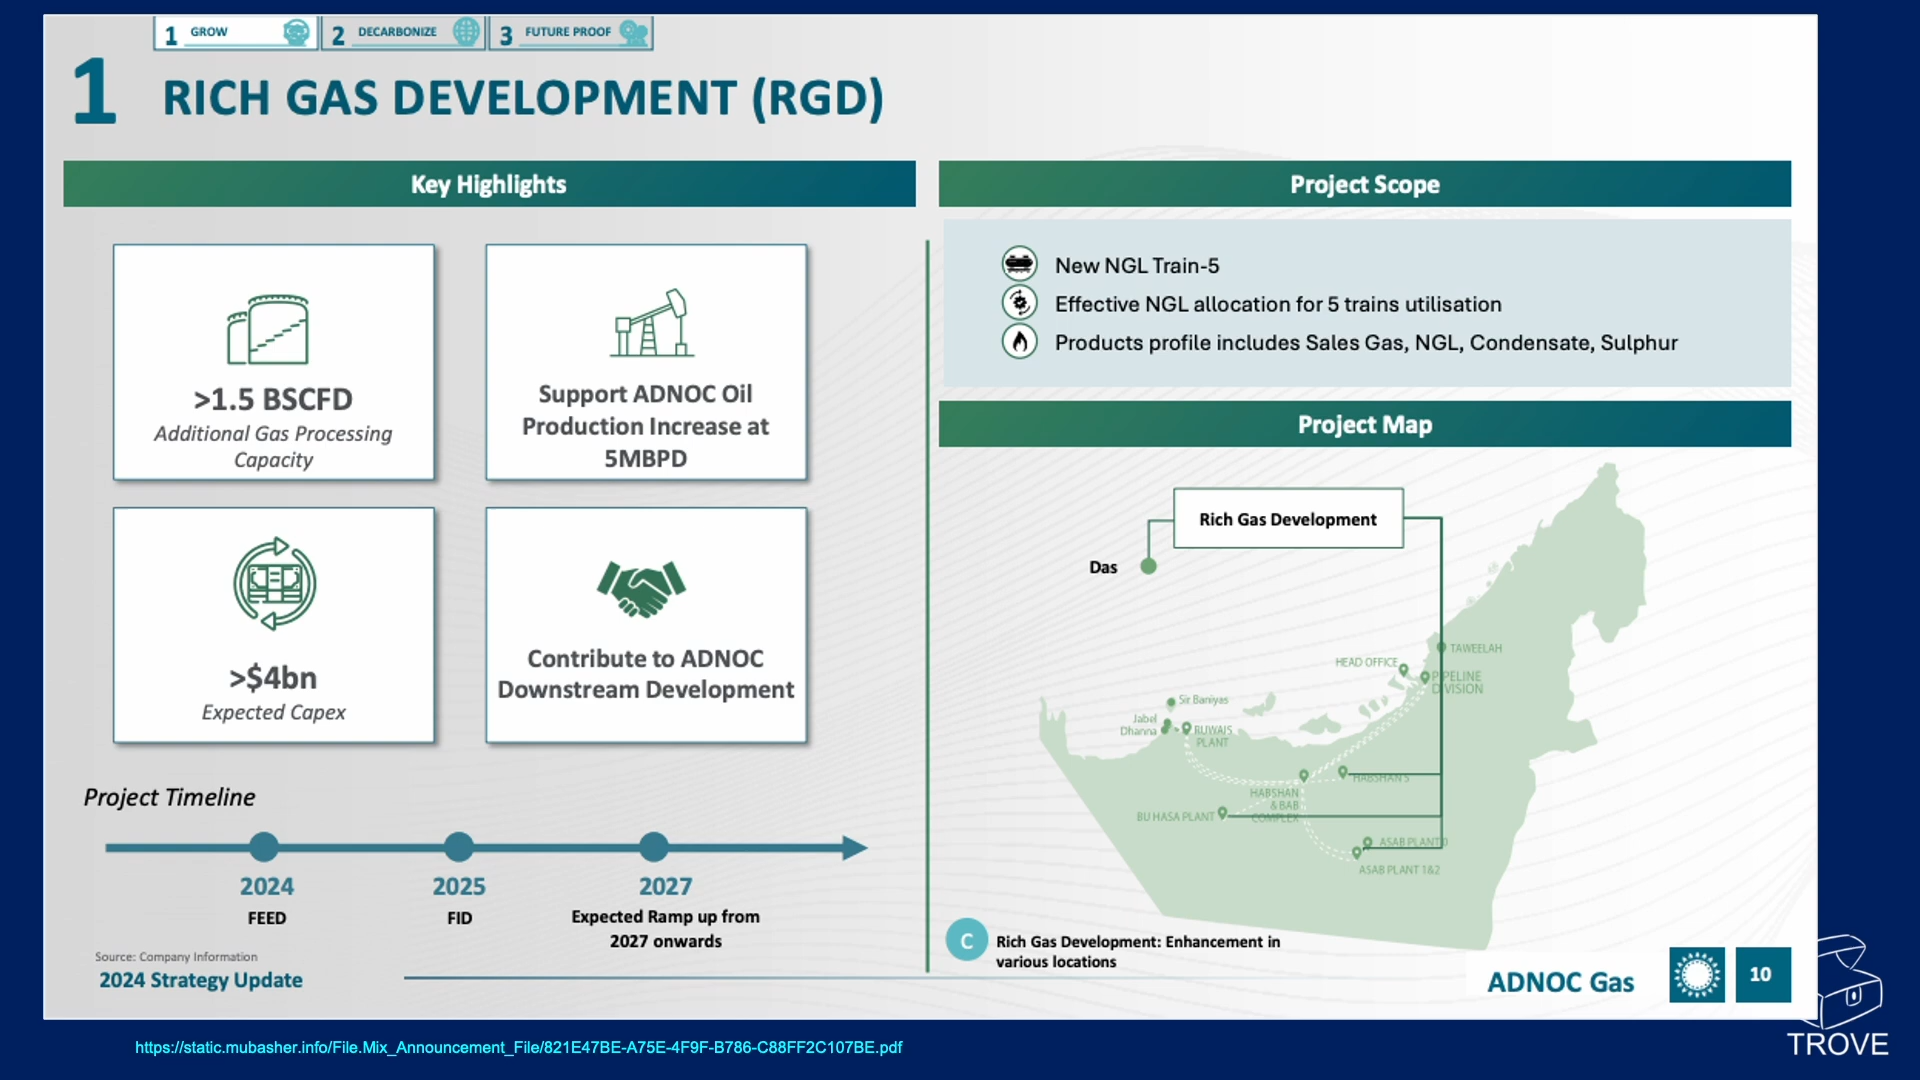 1 GROW
2 DECARBONIZE
3 FUTURE PROOF
1 RICH GAS DEVELOPMENT (RGD)
Key Highlights
>1.5 BSCFD
Additional Gas Processing
Capacity
Support ADNOC Oil
Production Increase at
5MBPD
>$4bn
Expected Capex
Contribute to ADNOC
Downstream Development
Project Timeline
2024
FEED
2025
FID
2027
Expected Ramp up from
2027 onwards
Source: Company Information
2024 Strategy Update
Project Scope
New NGL Train-5
Effective NGL allocation for 5 trains utilisation
Products profile includes Sales Gas, NGL, Condensate, Sulphur
Project Map
Rich Gas Development
Das
TAWEELAH
HEAD OFFICE
PIPELINE
DIVISION
Sir Baniyas
Jabel
Dhanna
RUWAIS
PLANT
HABSHAN 5
HABSHAN
& BAB
COMPLEX
BU HASA PLANT
ASAB PLANT 0
ASAB PLANT 1&2
C Rich Gas Development: Enhancement in
various locations
ADNOC Gas
10
TROVE
https://static.mubasher.info/File.Mix_Announcement_File/821E47BE-A75E-4F9F-B786-C88FF2C107BE.pdf